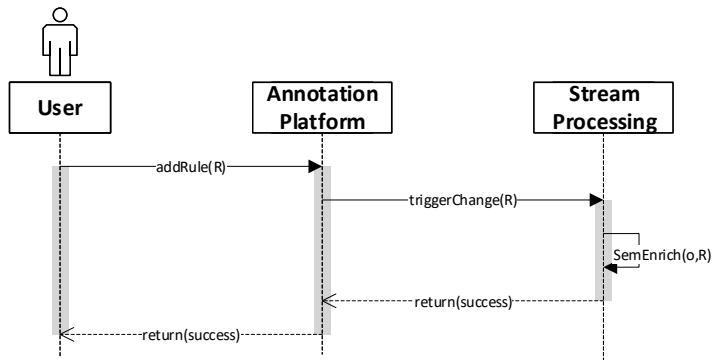 User
Annotation
Platform
Stream
Processing
addRule(R)
triggerChange(R)
SemEnrich(o,R)
return(success)
return(success)